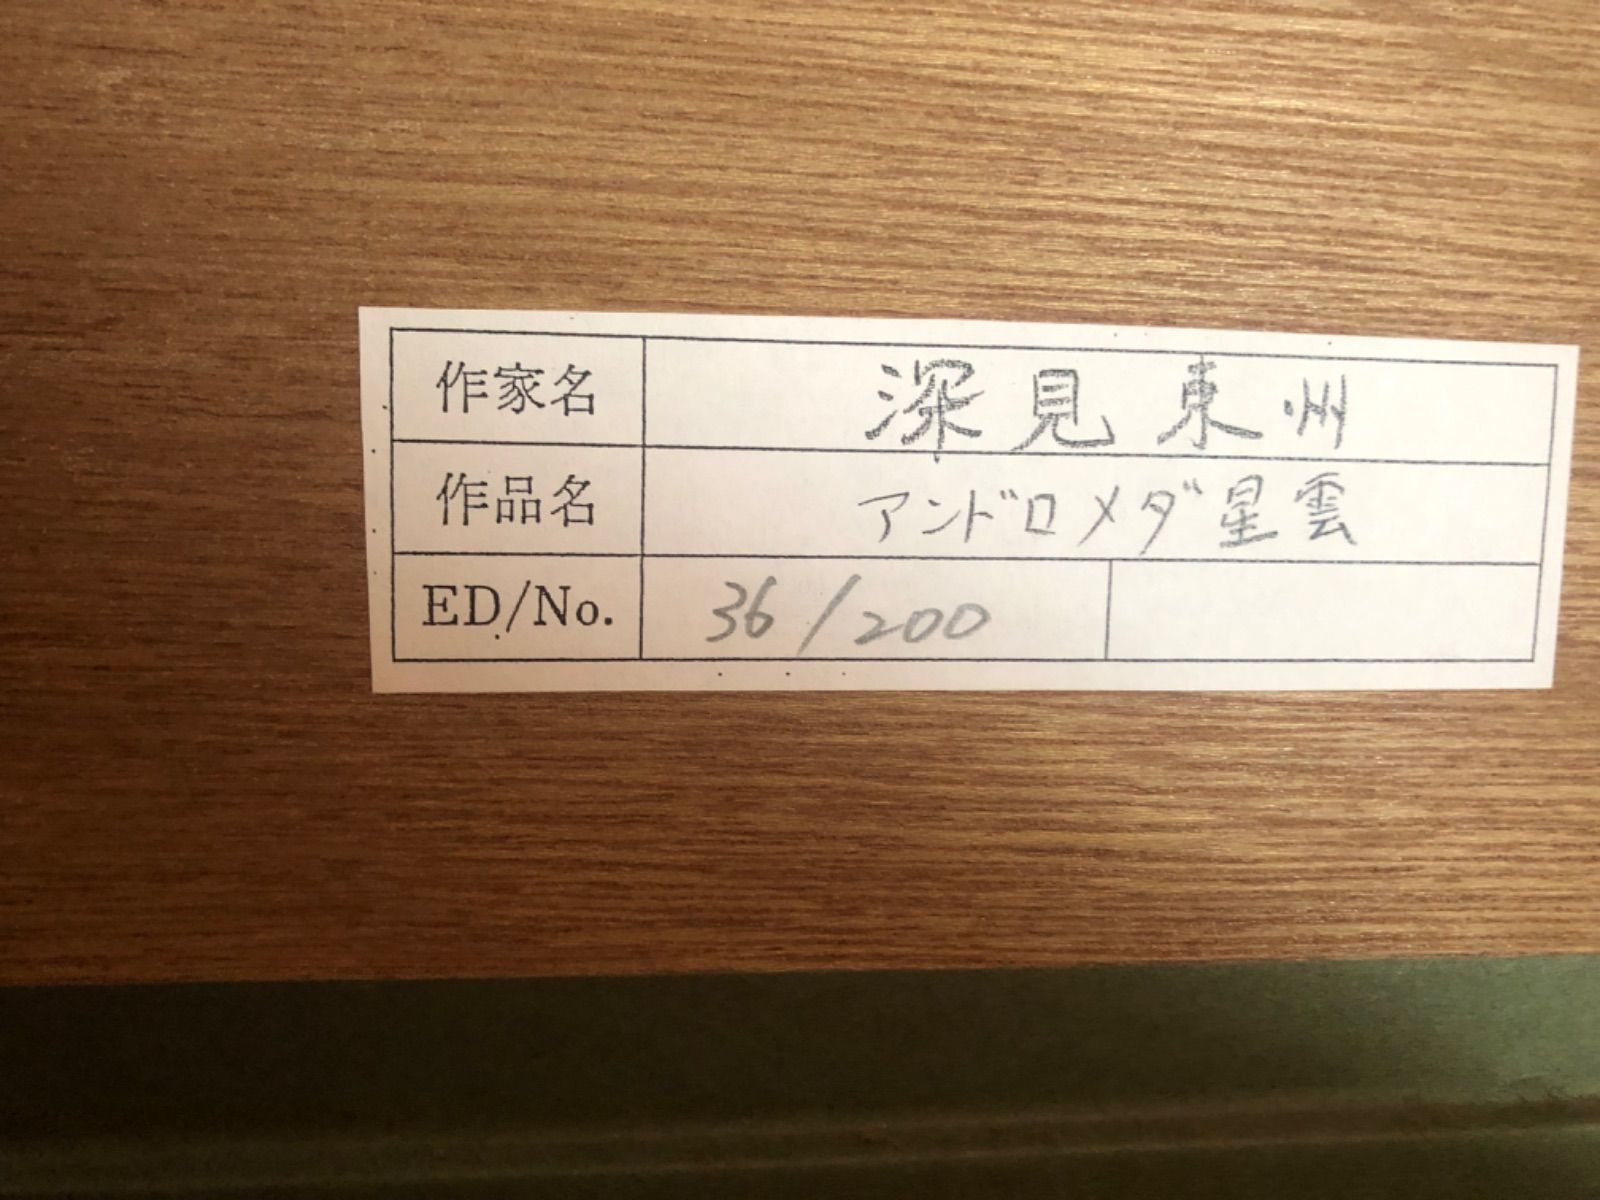 作家名 深見東州
作品名 アンドロメダ星雲
ED/No. 36/200